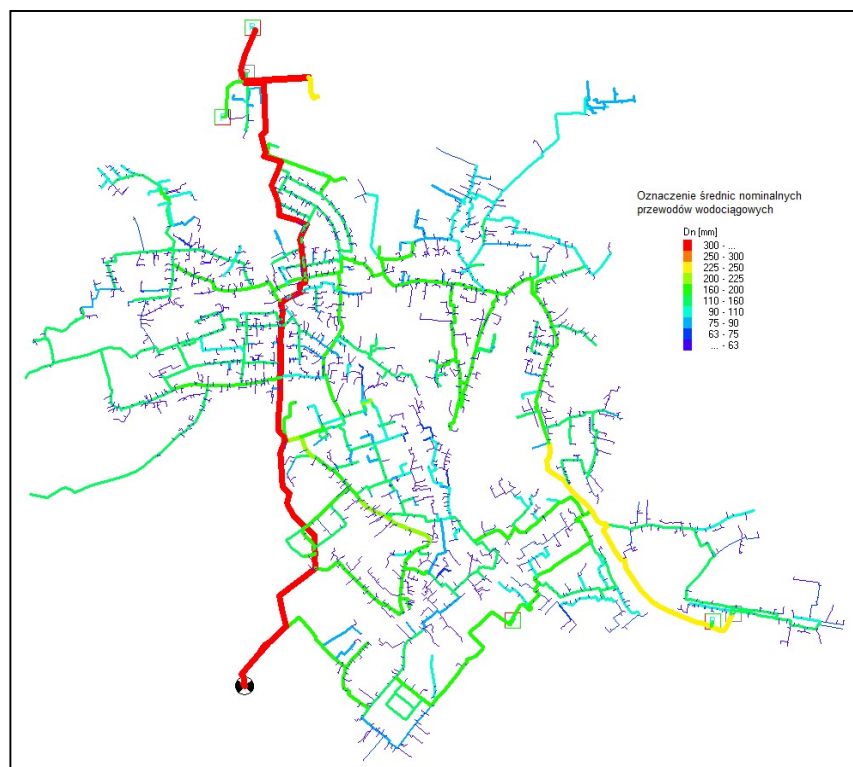 Oznaczenie średnic nominalnych
przewodów wodociągowych
Dn [mm]
300 - ...
250 - 300
225 - 250
200 - 225
160 - 200
110 - 160
90 - 110
75 - 90
63 - 75
... - 63